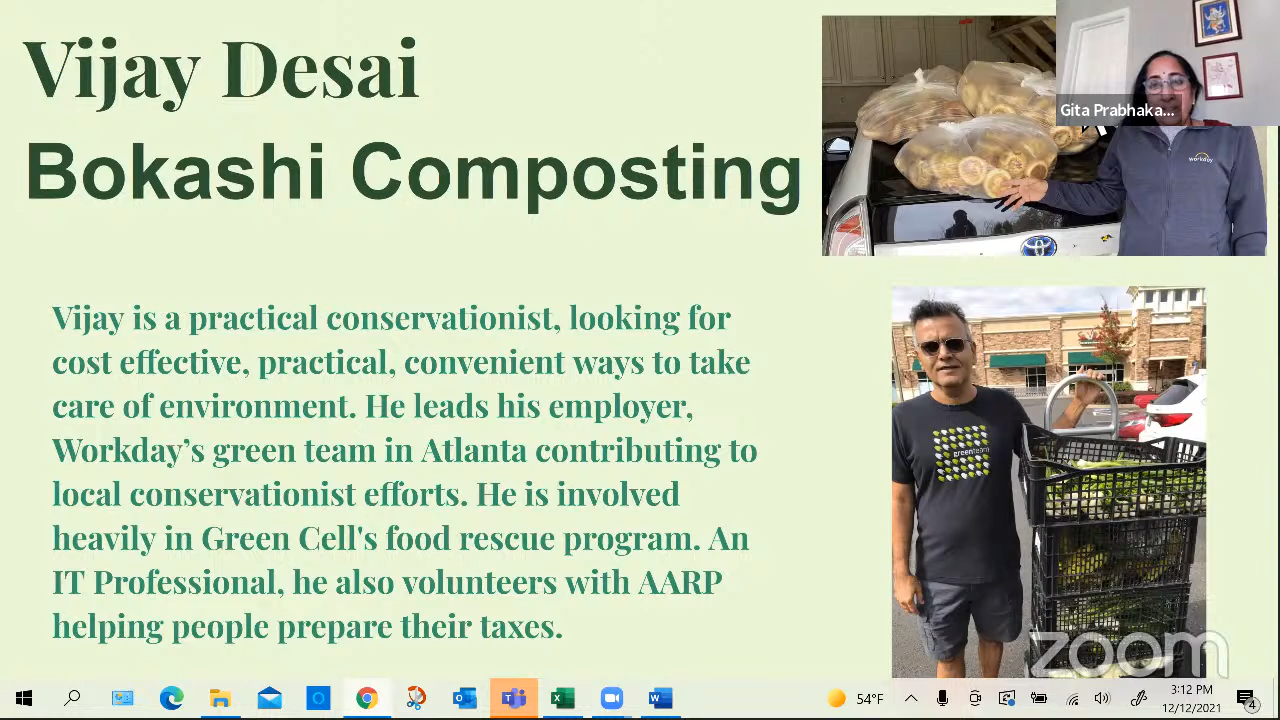 Vijay Desai
Bokashi Composting
Gita Prabhaka...
workday
Vijay is a practical conservationist, looking for
cost effective, practical, convenient ways to take
care of environment. He leads his employer,
Workday’s green team in Atlanta contributing to
local conservationist efforts. He is involved
heavily in Green Cell's food rescue program. An
IT Professional, he also volunteers with AARP
helping people prepare their taxes.
greenteam
zoom
54°F
3:12 PM
12/12/2021
4